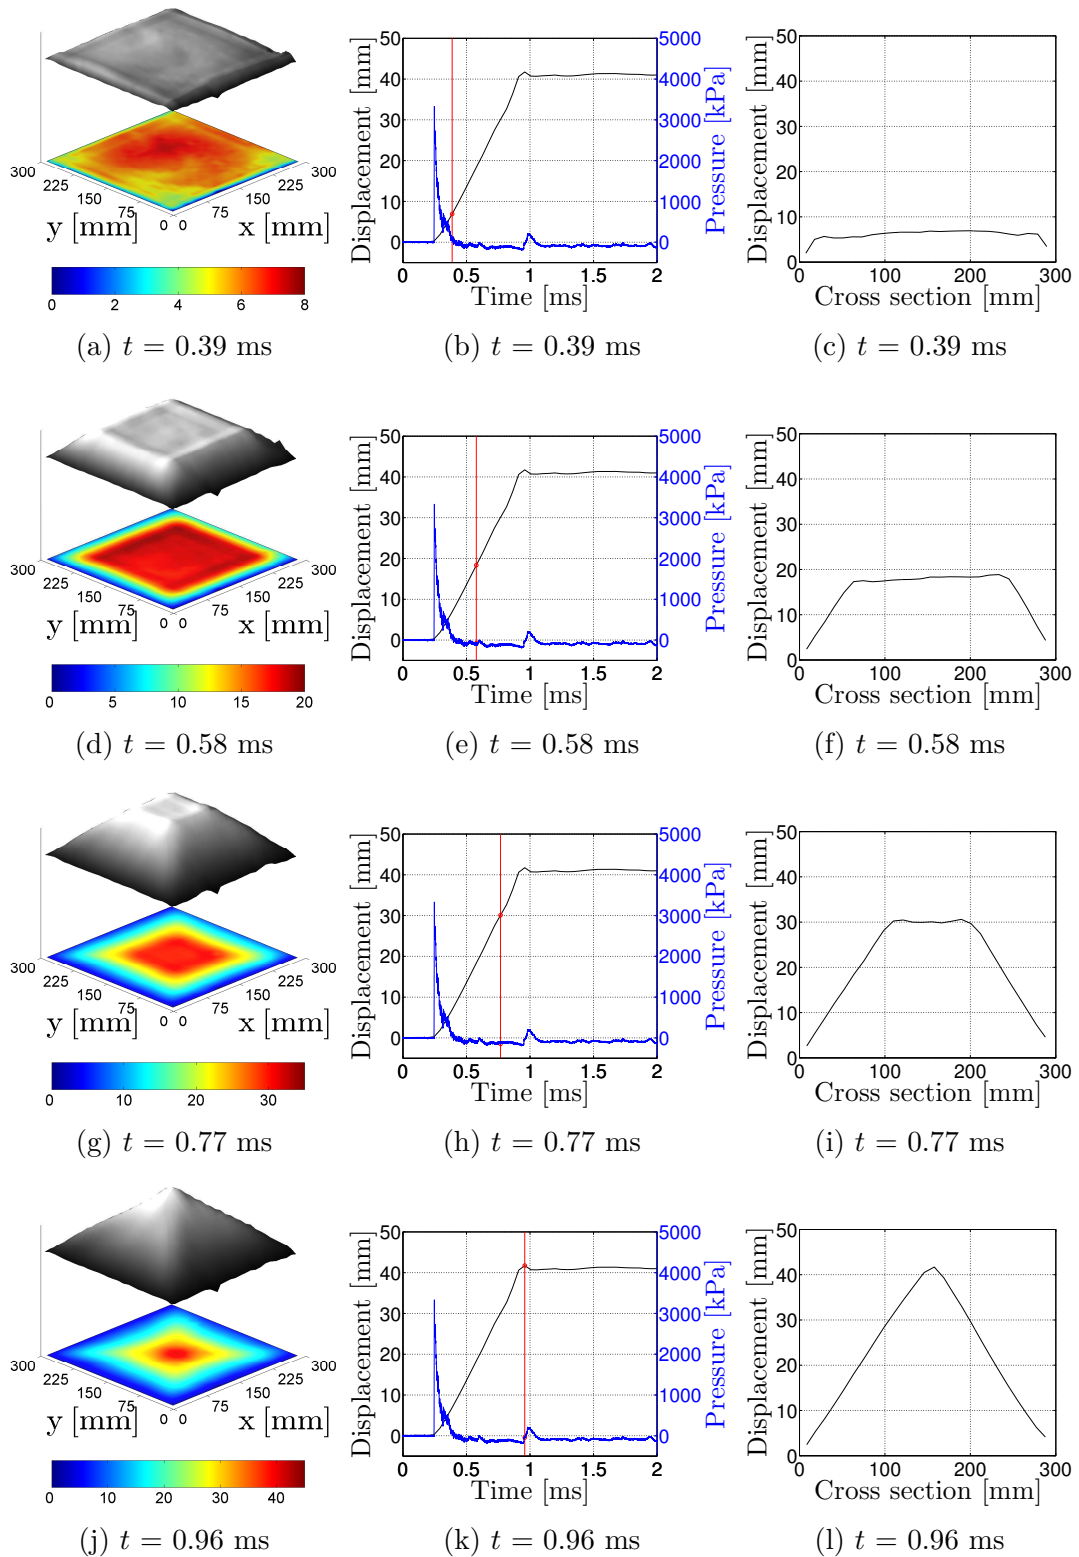 300
225
150
75
0
y [mm]
0
75
150
225
300
x [mm]
0 2 4 6 8
(a) t = 0.39 ms
Displacement [mm]
50
40
30
20
10
0
0 0.5 1 1.5 2
Time [ms]
5000
4000
3000
2000
1000
0
Pressure [kPa]
(b) t = 0.39 ms
Displacement [mm]
50
40
30
20
10
0
0 100 200 300
Cross section [mm]
(c) t = 0.39 ms
300
225
150
75
0
y [mm]
0
75
150
225
300
x [mm]
0 5 10 15 20
(d) t = 0.58 ms
Displacement [mm]
50
40
30
20
10
0
0 0.5 1 1.5 2
Time [ms]
5000
4000
3000
2000
1000
0
Pressure [kPa]
(e) t = 0.58 ms
Displacement [mm]
50
40
30
20
10
0
0 100 200 300
Cross section [mm]
(f) t = 0.58 ms
300
225
150
75
0
y [mm]
0
75
150
225
300
x [mm]
0 10 20 30
(g) t = 0.77 ms
Displacement [mm]
50
40
30
20
10
0
0 0.5 1 1.5 2
Time [ms]
5000
4000
3000
2000
1000
0
Pressure [kPa]
(h) t = 0.77 ms
Displacement [mm]
50
40
30
20
10
0
0 100 200 300
Cross section [mm]
(i) t = 0.77 ms
300
225
150
75
0
y [mm]
0
75
150
225
300
x [mm]
0 20 40
(j) t = 0.96 ms
Displacement [mm]
50
40
30
20
10
0
0 0.5 1 1.5 2
Time [ms]
5000
4000
3000
2000
1000
0
Pressure [kPa]
(k) t = 0.96 ms
Displacement [mm]
50
40
30
20
10
0
0 100 200 300
Cross section [mm]
(l) t = 0.96 ms